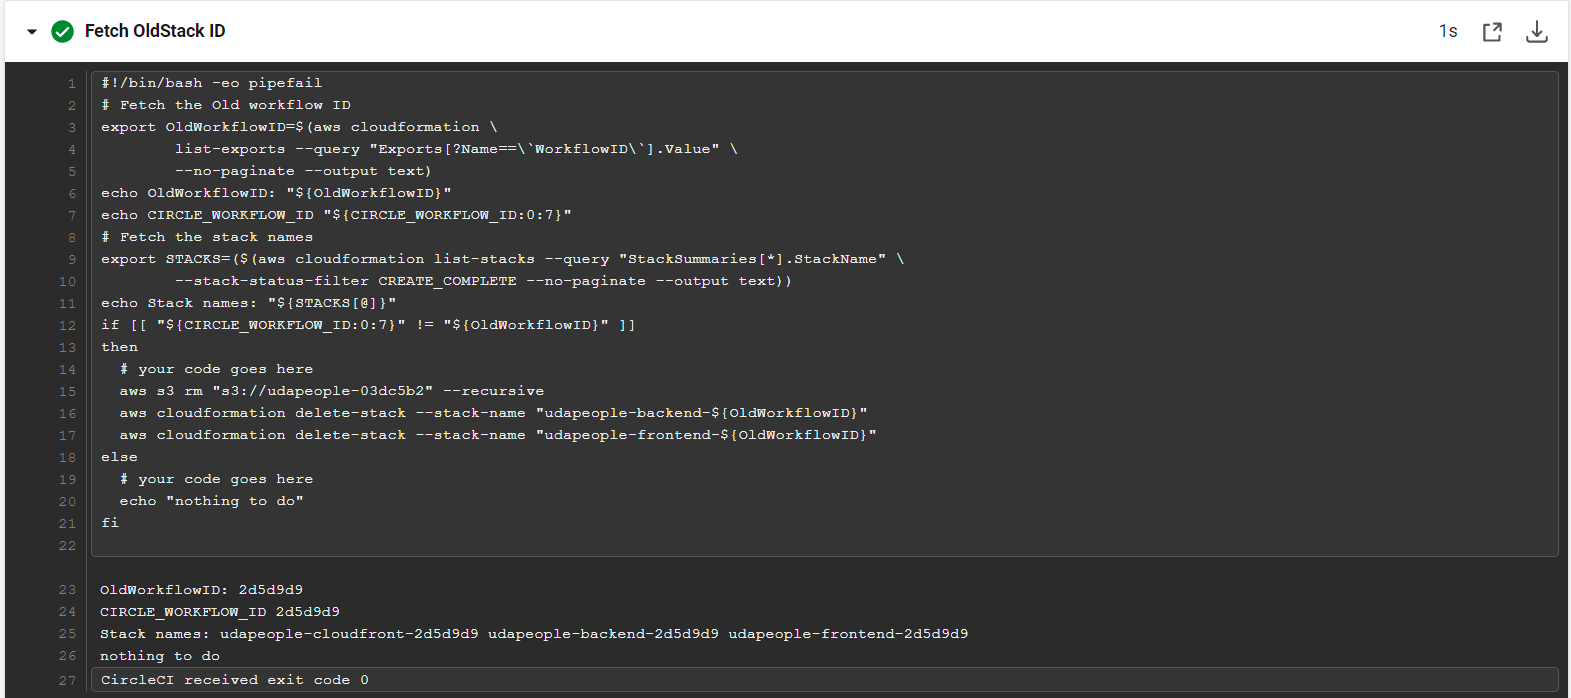 Fetch OldStack ID
1s
1 #!/bin/bash -eo pipefail
2 # Fetch the Old workflow ID
3 export OldWorkflowID=$(aws cloudformation \
4         list-exports --query "Exports[?Name==\`WorkflowID\`].Value" \
5         --no-paginate --output text)
6 echo OldWorkflowID: "${OldWorkflowID}"
7 echo CIRCLE_WORKFLOW_ID "${CIRCLE_WORKFLOW_ID:0:7}"
8 # Fetch the stack names
9 export STACKS=($(aws cloudformation list-stacks --query "StackSummaries[*].StackName" \
10         --stack-status-filter CREATE_COMPLETE --no-paginate --output text))
11 echo Stack names: "${STACKS[@]}"
12 if [[ "${CIRCLE_WORKFLOW_ID:0:7}" != "${OldWorkflowID}" ]]
13 then
14   # your code goes here
15   aws s3 rm "s3://udapeople-03dc5b2" --recursive
16   aws cloudformation delete-stack --stack-name "udapeople-backend-${OldWorkflowID}"
17   aws cloudformation delete-stack --stack-name "udapeople-frontend-${OldWorkflowID}"
18 else
19   # your code goes here
20   echo "nothing to do"
21 fi
22
23 OldWorkflowID: 2d5d9d9
24 CIRCLE_WORKFLOW_ID 2d5d9d9
25 Stack names: udapeople-cloudfront-2d5d9d9 udapeople-backend-2d5d9d9 udapeople-frontend-2d5d9d9
26 nothing to do
27 CircleCI received exit code 0